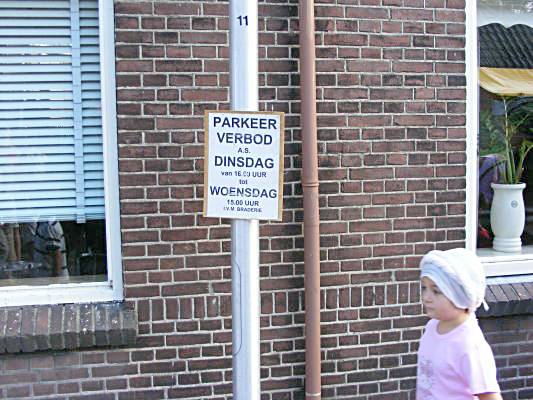 11
PARKEER
VERBOD
A.S.
DINSDAG
van 16.00 UUR
tot
WOENSDAG
15.00 UUR
I.V.M. BRADERIE